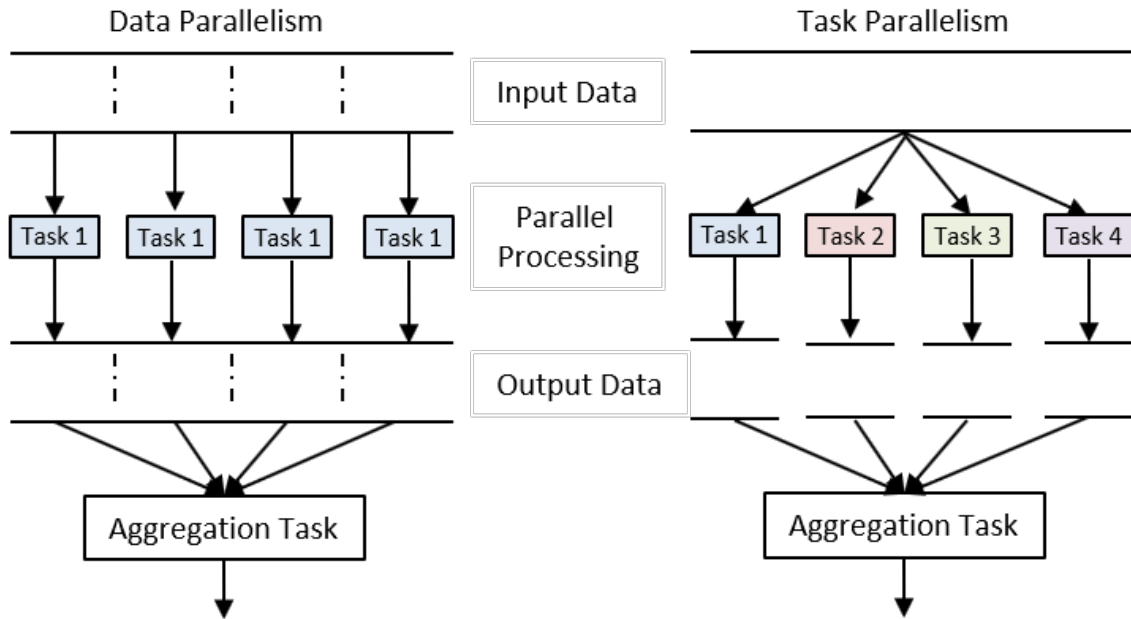 Data Parallelism
Task Parallelism
Input Data
Task 1
Task 1
Task 1
Task 1
Parallel
Processing
Task 1
Task 2
Task 3
Task 4
Output Data
Aggregation Task
Aggregation Task